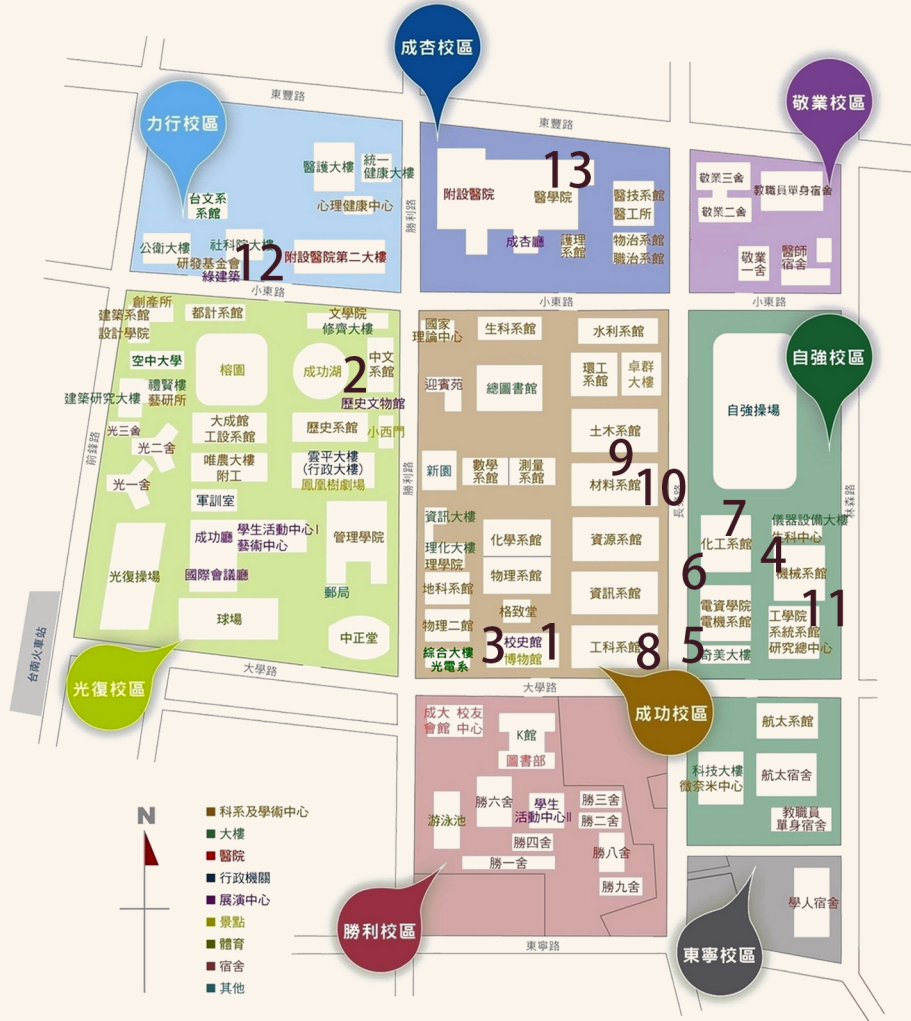 成杏校區
敬業校區
東豐路
力行校區
東豐路
醫護大樓
統一
健康大樓
13
附設醫院
醫學院
醫技系館
醫工所
敬業三舍
教職員單身宿舍
台文系
系館
心理健康中心
勝利路
敬業二舍
公衛大樓
社科院大樓
研發基金會
綠建築
12
附設醫院第二大樓
成杏廳
護理
系館
物治系館
職治系館
敬業
一舍
醫師
宿舍
小東路
小東路
小東路
創產所
建築系館
設計學院
都計系館
文學院
修齊大樓
國家
理論中心
生科系館
水利系館
自強校區
空中大學
榕園
成功湖
2
中文
系館
迎賓苑
總圖書館
環工
系館
卓群
大樓
自強操場
建築研究大樓
禮賢樓
藝研所
歷史文物館
光三舍
大成館
工設系館
歷史系館
小西門
土木系館
前鋒路
光二舍
唯農大樓
附工
雲平大樓
(行政大樓)
鳳凰樹劇場
勝利路
新園
數學
系館
測量
系館
9
材料系館
10
光一舍
軍訓室
林森路
資訊大樓
成功廳
學生活動中心I
藝術中心
管理學院
理化大樓
理學院
化學系館
資源系館
7
化工系館
儀器設備大樓
生科中心
4
機械系館
光復操場
國際會議廳
郵局
地科系館
物理系館
資訊系館
6
電資學院
電機系館
11
工學院
系統系館
研究總中心
球場
中正堂
物理二館
格致堂
綜合大樓
光電系
3
校史館
博物館
1
工科系館
8
5
奇美大樓
台南火車站
大學路
光復校區
大學路
成功校區
成大
會館
校友
中心
K館
圖書部
航太系館
科技大樓
微奈米中心
航太宿舍
游泳池
勝六舍
學生
活動中心II
勝三舍
勝二舍
教職員
單身宿舍
勝四舍
勝一舍
勝八舍
勝九舍
勝利校區
東寧路
東寧校區
學人宿舍
N
科系及學術中心
大樓
醫院
行政機關
展演中心
景點
體育
宿舍
其他